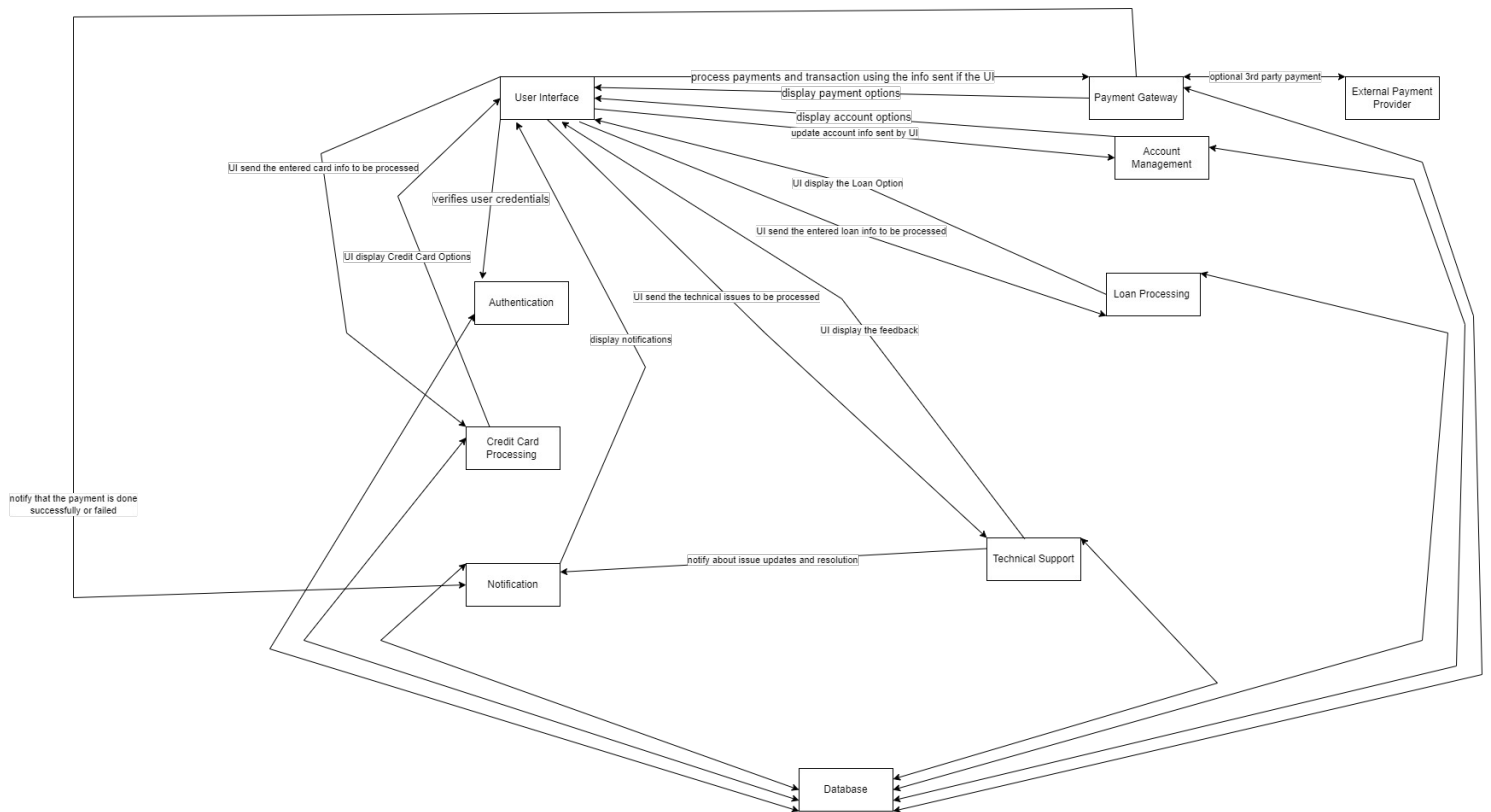 process payments and transaction using the info sent if the UI
optional 3rd party payment
User Interface
display payment options
Payment Gateway
External Payment
Provider
display account options
update account info sent by UI
Account
Management
UI send the entered card info to be processed
UI display the Loan Option
verifies user credentials
UI send the entered loan info to be processed
UI display Credit Card Options
Authentication
UI send the technical issues to be processed
Loan Processing
UI display the feedback
display notifications
Credit Card
Processing
notify that the payment is done
successfully or failed
notify about issue updates and resolution
Technical Support
Notification
Database